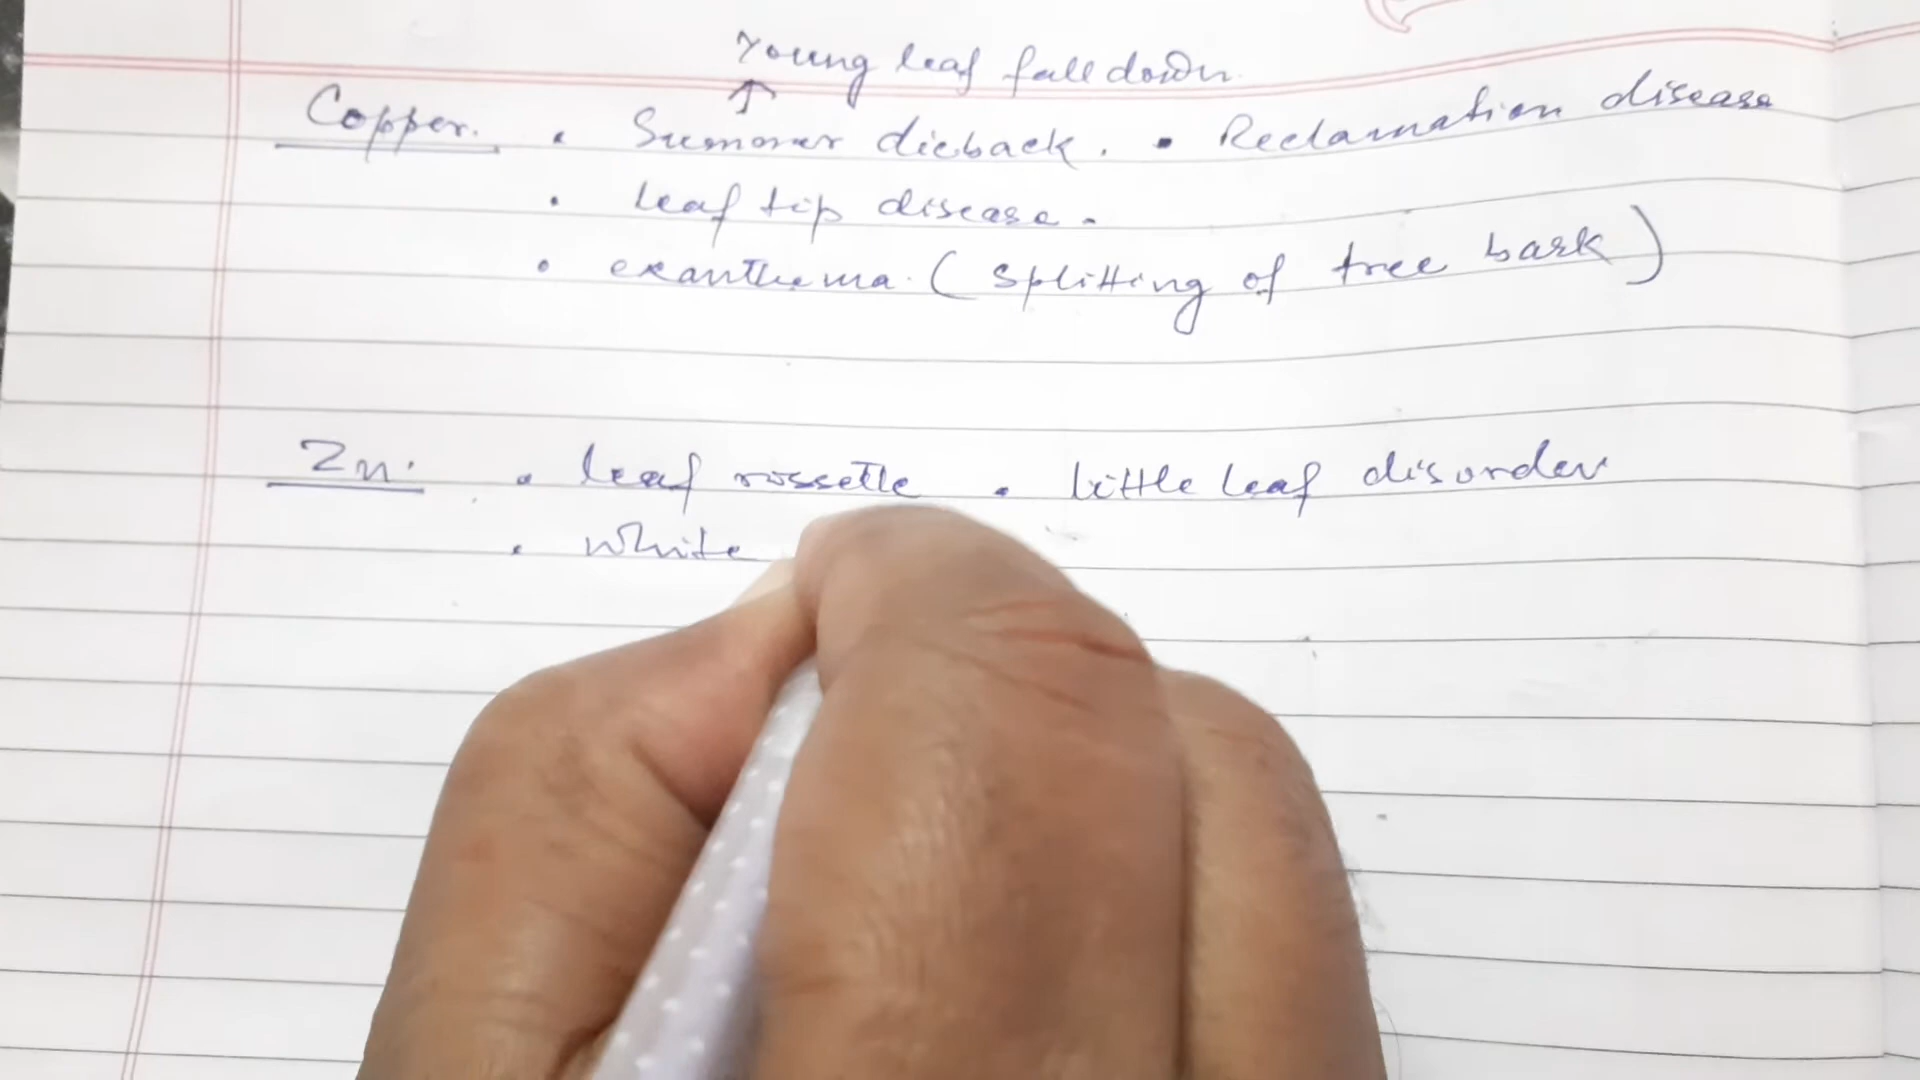 Young leaf fall down.
↑
Copper. • Summer dieback. • Reclamation disease
• leaf tip disease.
• exanthema. (splitting of tree bark)
Zn. • leaf rossette • little leaf disorder
• white